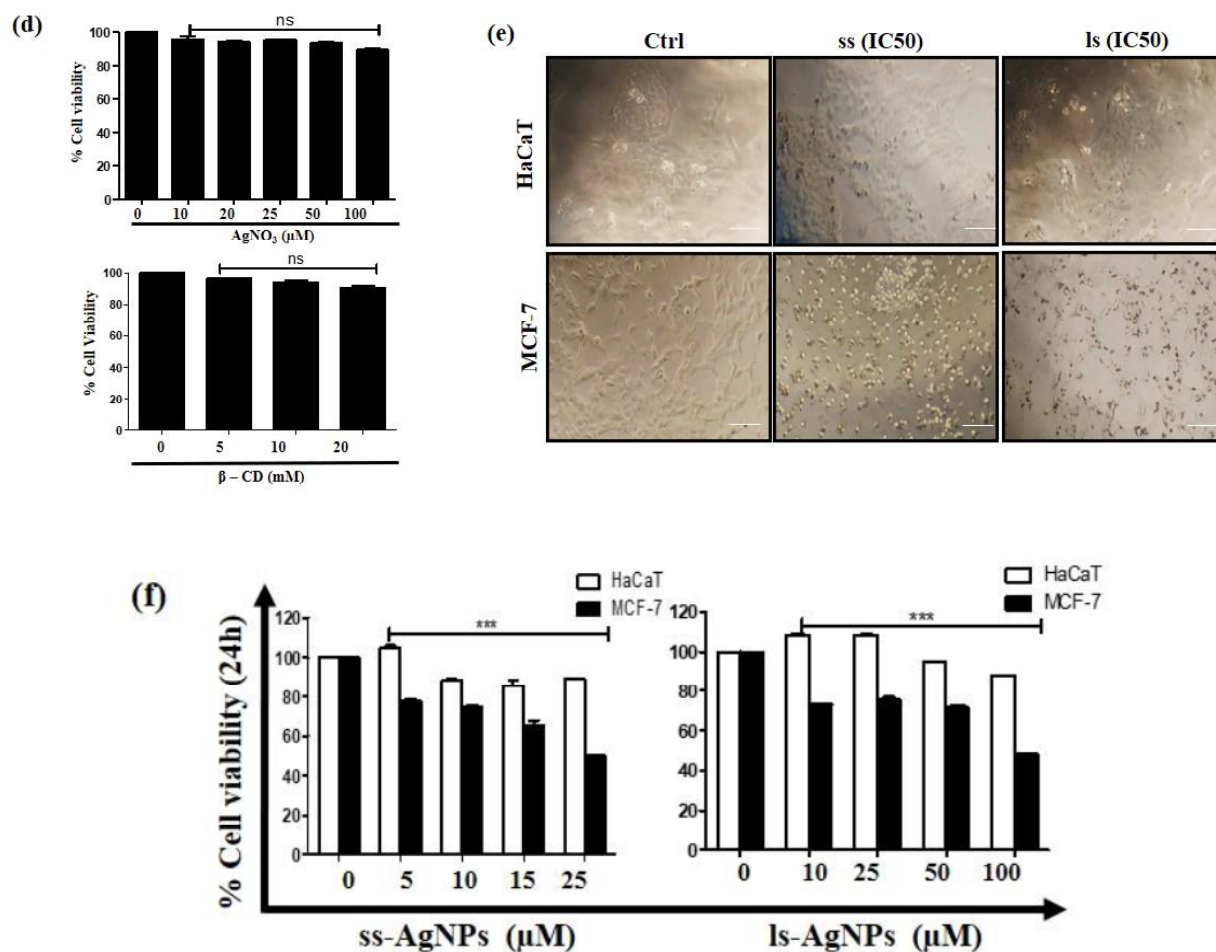 (d)
ns
100
80
60
40
20
0
% Cell viability
0 10 20 25 50 100
AgNO₃ (µM)
ns
100
80
60
40
20
0
% Cell Viability
0 5 10 20
β – CD (mM)
(e)
Ctrl ss (IC50) ls (IC50)
HaCaT
MCF-7
(f)
% Cell viability (24h)
HaCaT
MCF-7
***
120
100
80
60
40
20
0
0 5 10 15 25
ss-AgNPs (µM)
HaCaT
MCF-7
***
120
100
80
60
40
20
0
0 10 25 50 100
ls-AgNPs (µM)